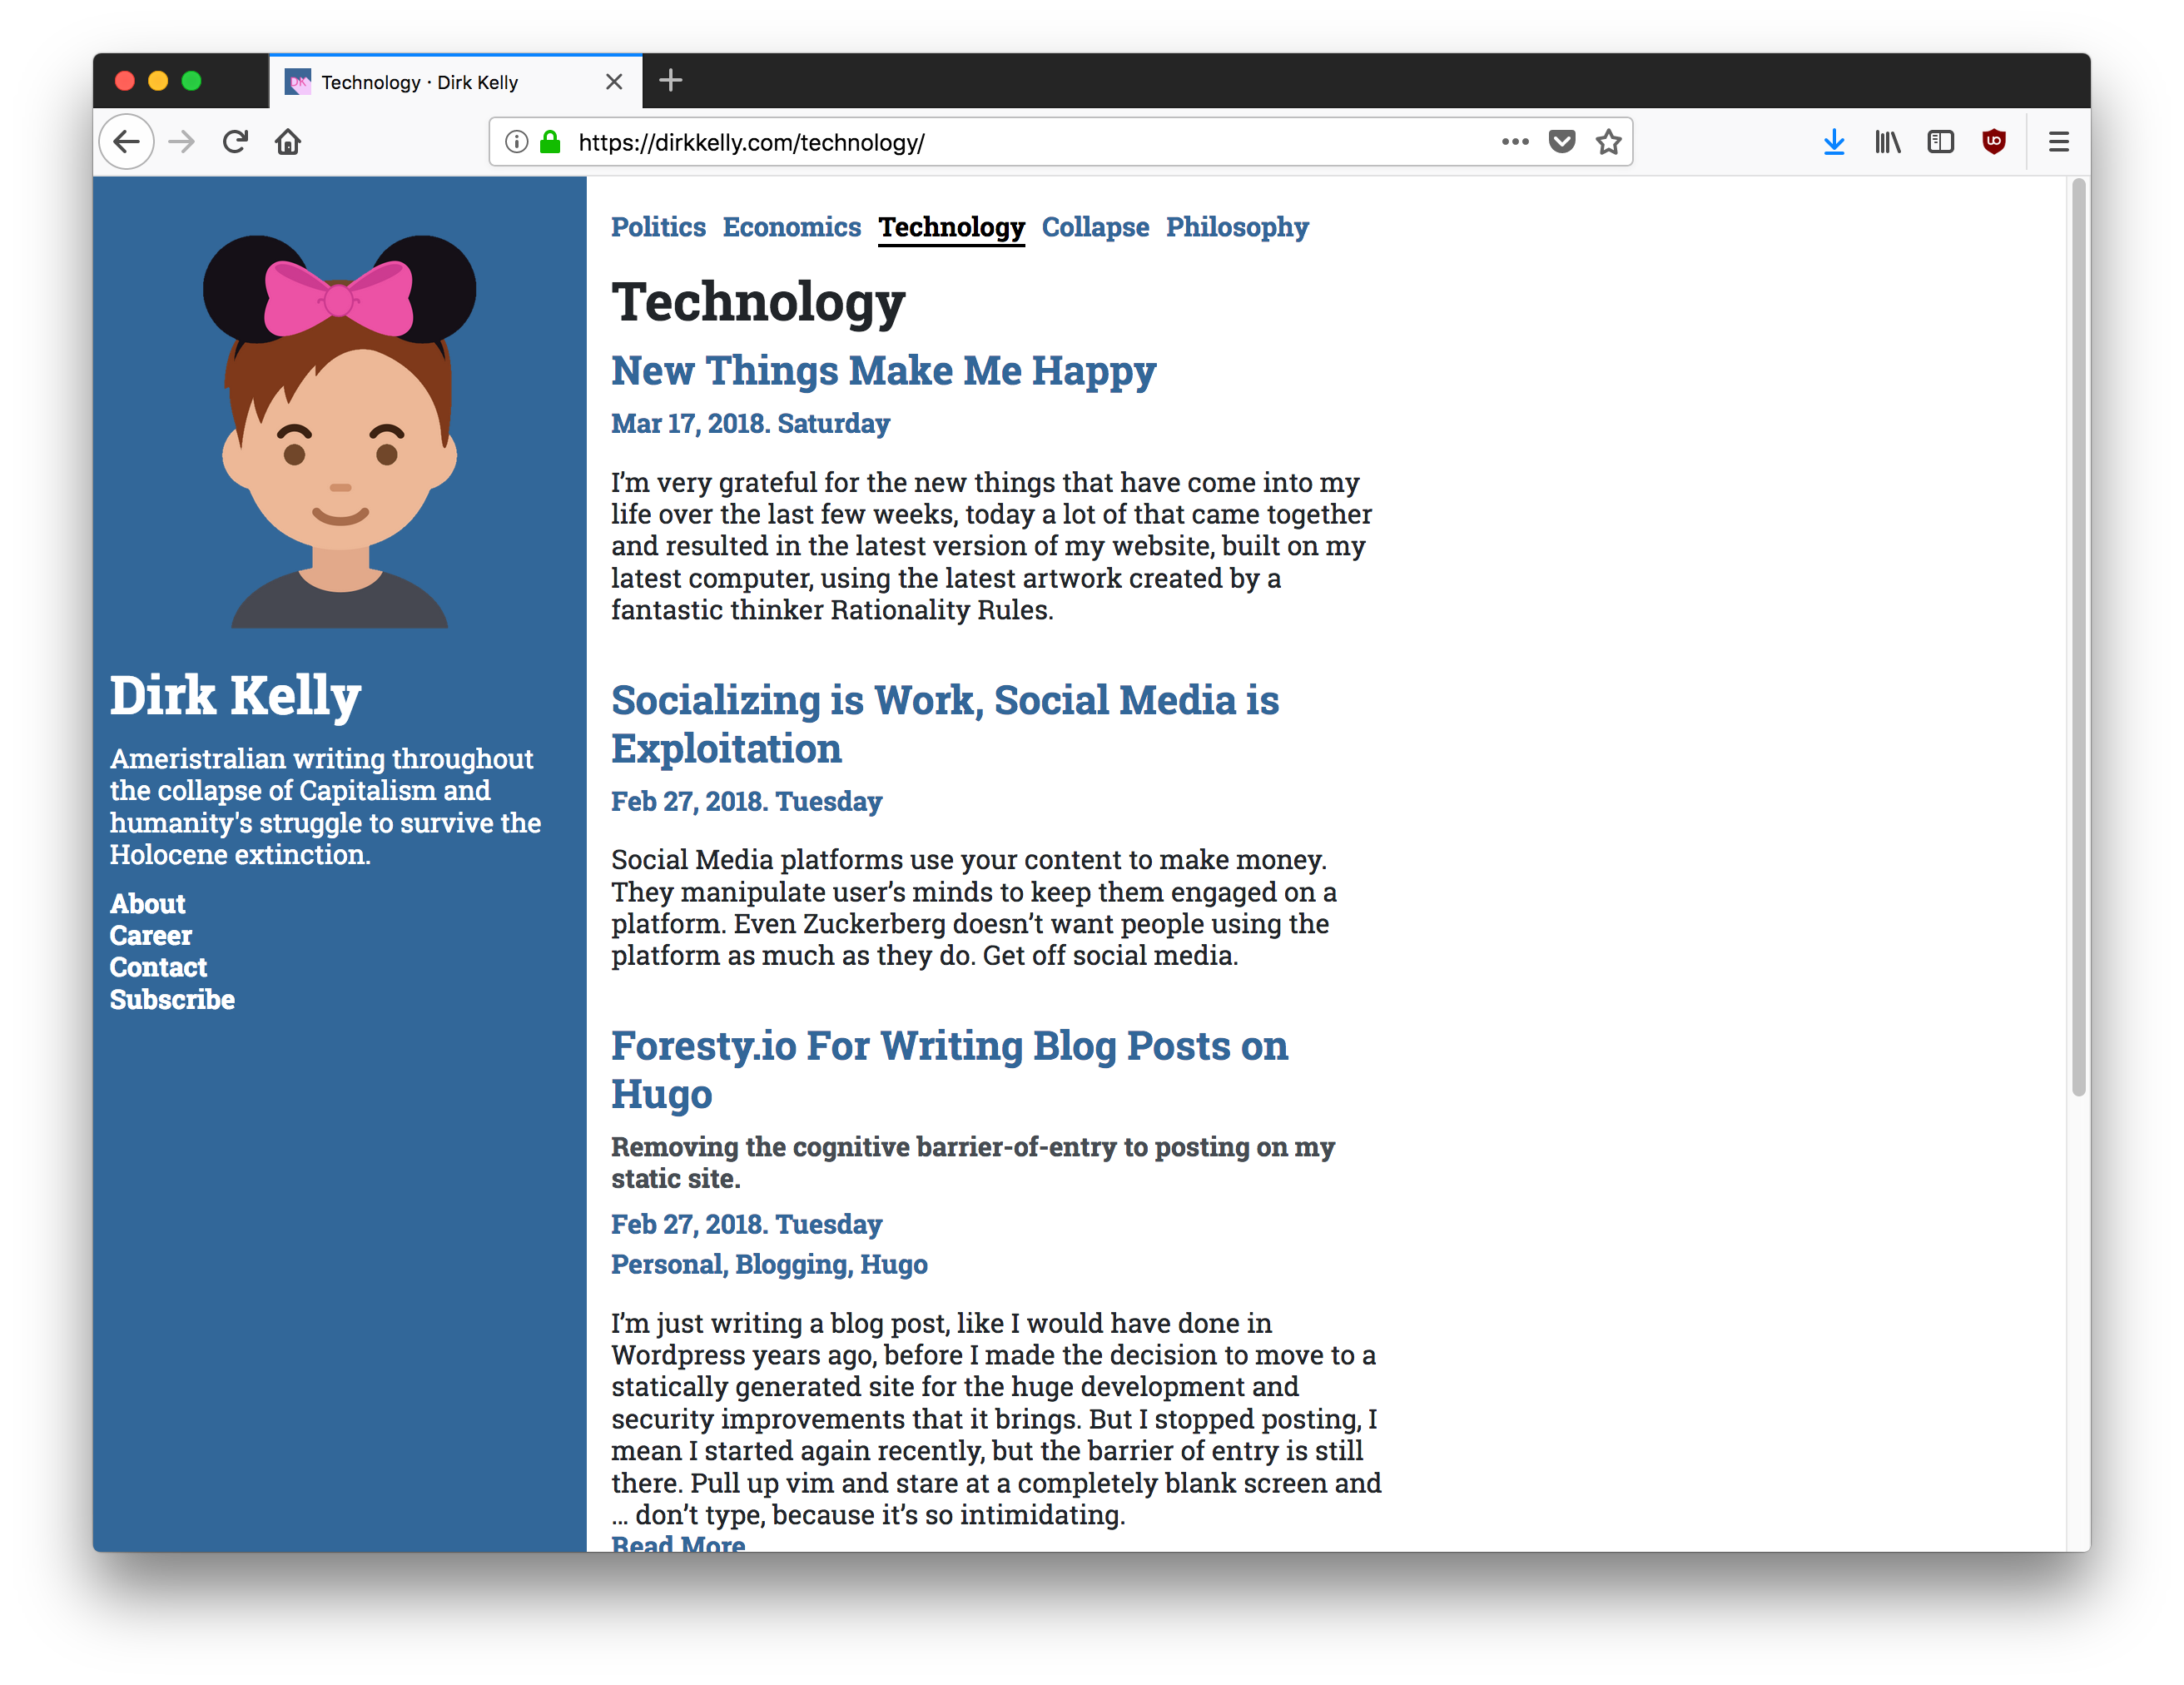 Technology · Dirk Kelly
https://dirkkelly.com/technology/
Dirk Kelly
Ameristralian writing throughout
the collapse of Capitalism and
humanity's struggle to survive the
Holocene extinction.
About
Career
Contact
Subscribe
Politics Economics Technology Collapse Philosophy
Technology
New Things Make Me Happy
Mar 17, 2018. Saturday
I’m very grateful for the new things that have come into my
life over the last few weeks, today a lot of that came together
and resulted in the latest version of my website, built on my
latest computer, using the latest artwork created by a
fantastic thinker Rationality Rules.
Socializing is Work, Social Media is
Exploitation
Feb 27, 2018. Tuesday
Social Media platforms use your content to make money.
They manipulate user’s minds to keep them engaged on a
platform. Even Zuckerberg doesn’t want people using the
platform as much as they do. Get off social media.
Foresty.io For Writing Blog Posts on
Hugo
Removing the cognitive barrier-of-entry to posting on my
static site.
Feb 27, 2018. Tuesday
Personal, Blogging, Hugo
I’m just writing a blog post, like I would have done in
Wordpress years ago, before I made the decision to move to a
statically generated site for the huge development and
security improvements that it brings. But I stopped posting, I
mean I started again recently, but the barrier of entry is still
there. Pull up vim and stare at a completely blank screen and
… don’t type, because it’s so intimidating.
Read More